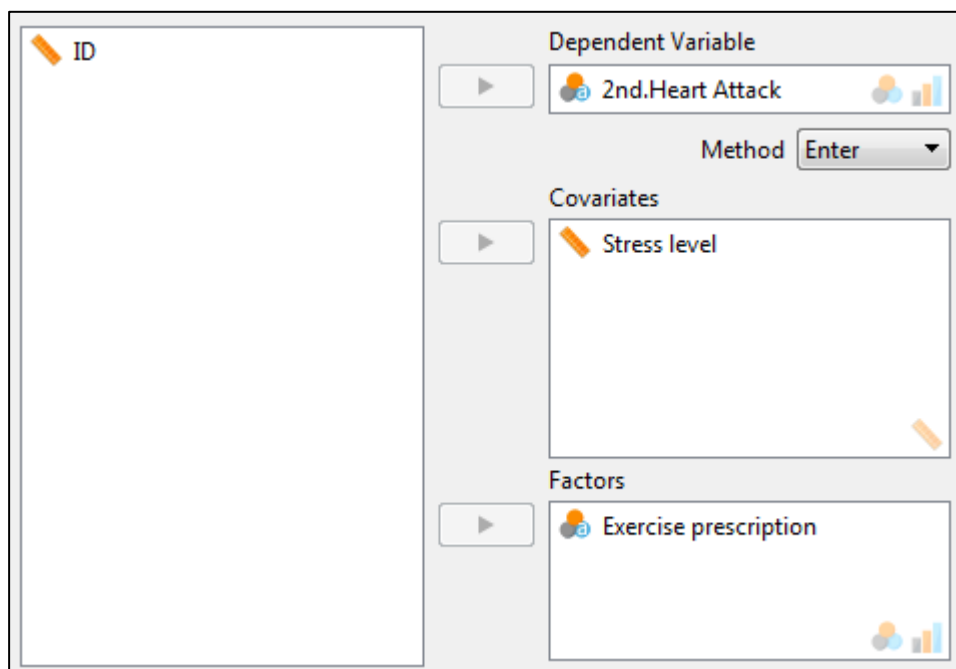 ID
Dependent Variable
2nd.Heart Attack
Method Enter
Covariates
Stress level
Factors
Exercise prescription